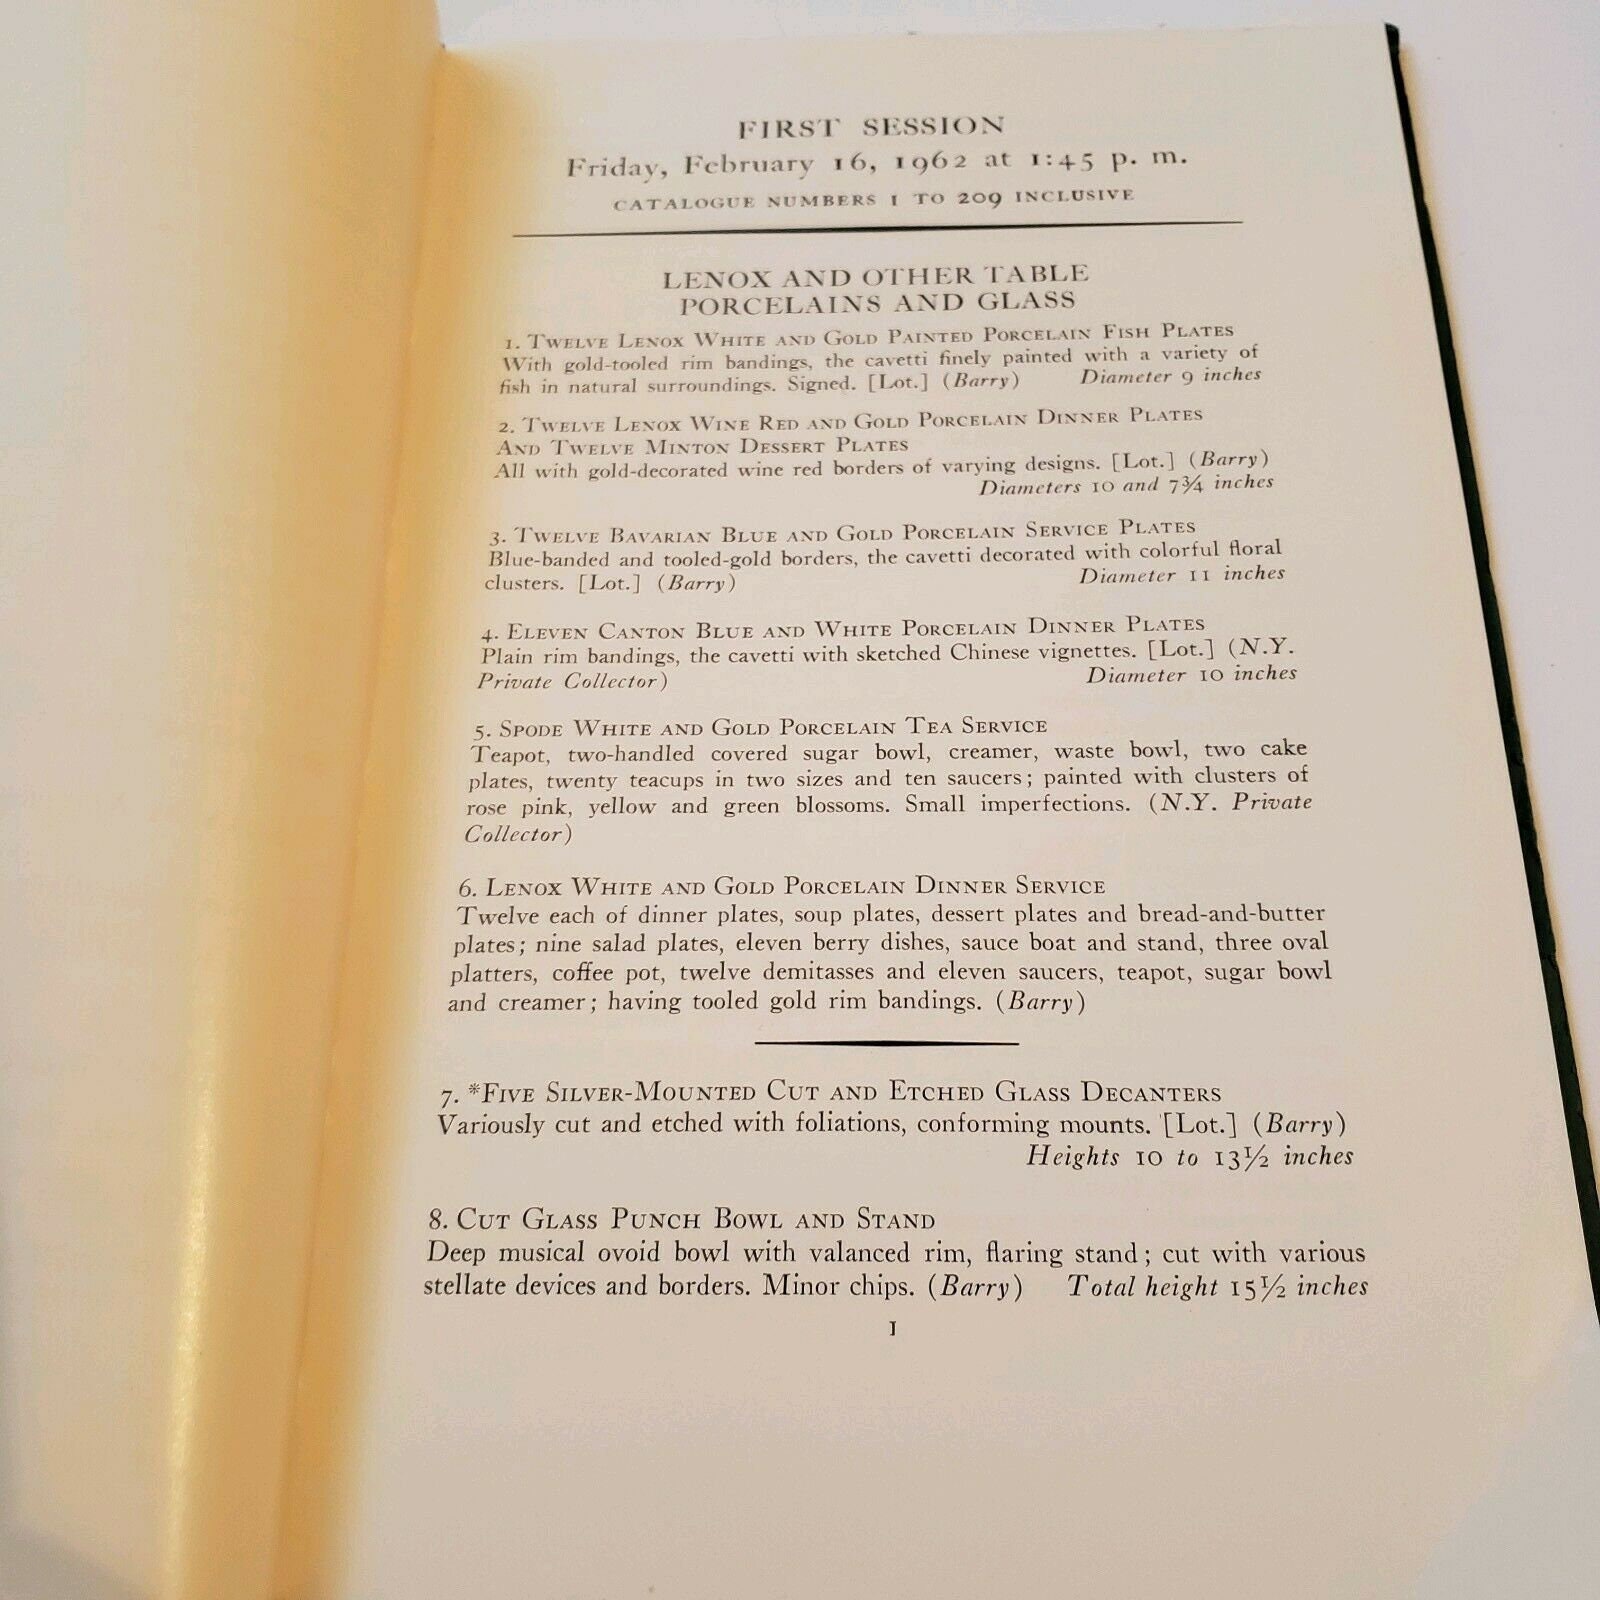 FIRST SESSION
Friday, February 16, 1962 at 1:45 p. m.
CATALOGUE NUMBERS 1 TO 209 INCLUSIVE
LENOX AND OTHER TABLE
PORCELAINS AND GLASS
1. TWELVE LENOX WHITE AND GOLD PAINTED PORCELAIN FISH PLATES
With gold-tooled rim bandings, the cavetti finely painted with a variety of
fish in natural surroundings. Signed. [Lot.] (Barry) Diameter 9 inches
2. TWELVE LENOX WINE RED AND GOLD PORCELAIN DINNER PLATES
AND TWELVE MINTON DESSERT PLATES
All with gold-decorated wine red borders of varying designs. [Lot.] (Barry)
Diameters 10 and 7¾ inches
3. TWELVE BAVARIAN BLUE AND GOLD PORCELAIN SERVICE PLATES
Blue-banded and tooled-gold borders, the cavetti decorated with colorful floral
clusters. [Lot.] (Barry) Diameter 11 inches
4. ELEVEN CANTON BLUE AND WHITE PORCELAIN DINNER PLATES
Plain rim bandings, the cavetti with sketched Chinese vignettes. [Lot.] (N.Y.
Private Collector) Diameter 10 inches
5. SPODE WHITE AND GOLD PORCELAIN TEA SERVICE
Teapot, two-handled covered sugar bowl, creamer, waste bowl, two cake
plates, twenty teacups in two sizes and ten saucers; painted with clusters of
rose pink, yellow and green blossoms. Small imperfections. (N.Y. Private
Collector)
6. LENOX WHITE AND GOLD PORCELAIN DINNER SERVICE
Twelve each of dinner plates, soup plates, dessert plates and bread-and-butter
plates; nine salad plates, eleven berry dishes, sauce boat and stand, three oval
platters, coffee pot, twelve demitasses and eleven saucers, teapot, sugar bowl
and creamer; having tooled gold rim bandings. (Barry)
7. *FIVE SILVER-MOUNTED CUT AND ETCHED GLASS DECANTERS
Variously cut and etched with foliations, conforming mounts. [Lot.] (Barry)
Heights 10 to 13½ inches
8. CUT GLASS PUNCH BOWL AND STAND
Deep musical ovoid bowl with valanced rim, flaring stand; cut with various
stellate devices and borders. Minor chips. (Barry) Total height 15½ inches
1